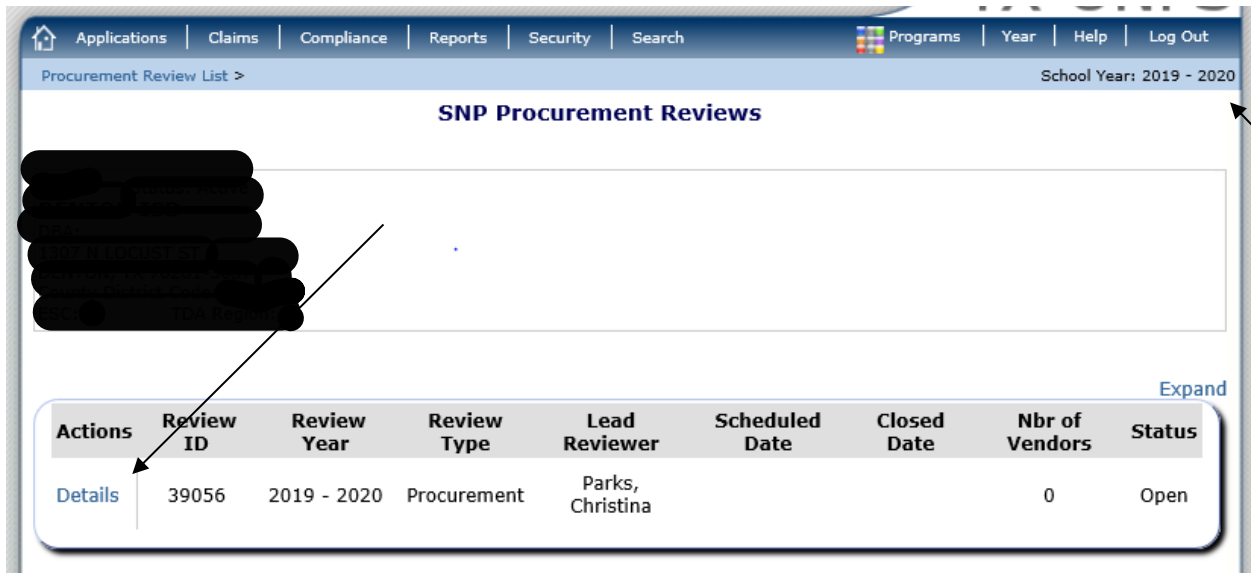 Applications | Claims | Compliance | Reports | Security | Search Programs | Year | Help | Log Out
Procurement Review List > School Year: 2019 - 2020
SNP Procurement Reviews
Expand
Actions Review ID Review Year Review Type Lead Reviewer Scheduled Date Closed Date Nbr of Vendors Status
Details 39056 2019 - 2020 Procurement Parks, Christina 0 Open